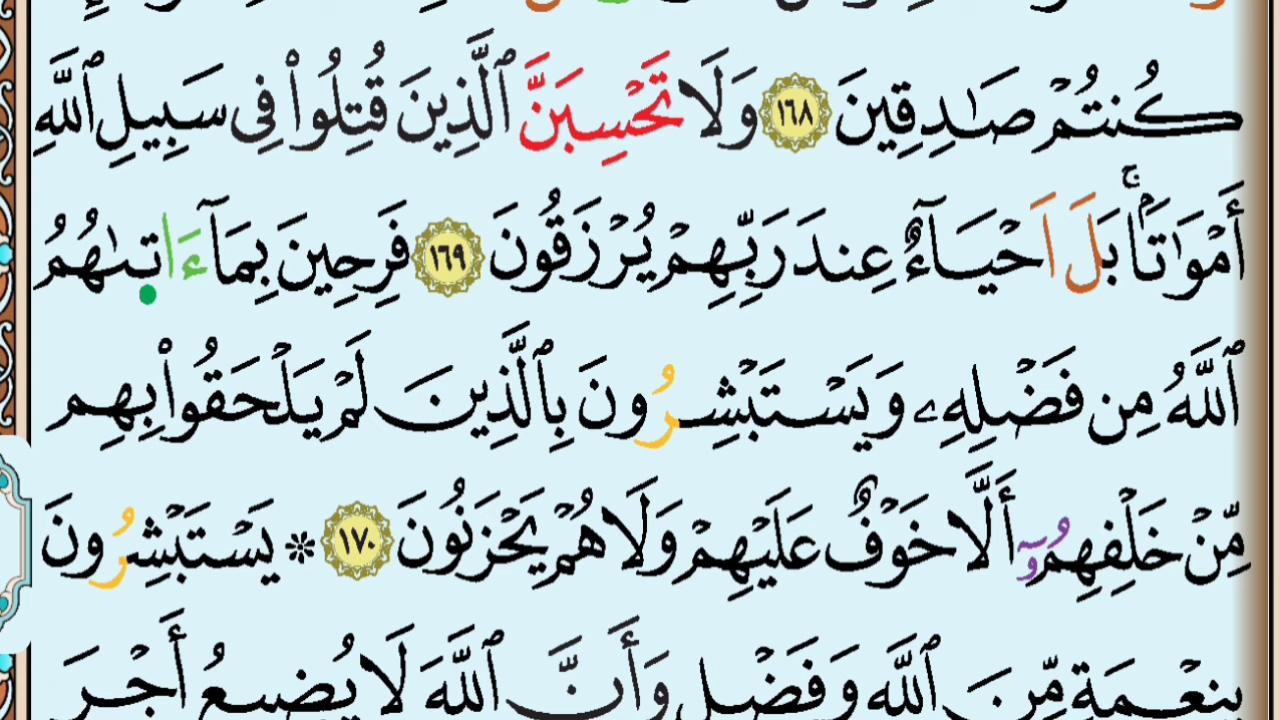 كُنتُمْ صَـٰدِقِينَ ١٦٨ وَلَا تَحْسِبَنَّ ٱلَّذِينَ قُتِلُوا۟ فِى سَبِيلِ ٱللَّهِ
أَمْوَٰتَۢا ۚ بَلَ اَحْيَآءٌ عِندَ رَبِّهِمْ يُرْزَقُونَ ١٦٩ فَرِحِينَ بِمَآ ءَاتىٰهُمُ
ٱللَّهُ مِن فَضْلِهِۦ وَيَسْتَبْشِرُونَ بِٱلَّذِينَ لَمْ يَلْحَقُوا۟ بِهِم
مِّنْ خَلْفِهِمُۥٓ أَلَّا خَوْفٌ عَلَيْهِمْ وَلَا هُمْ يَحْزَنُونَ ١٧٠ * يَسْتَبْشِرُونَ
بِنِعْمَةٍ مِّنَ ٱللَّهِ وَفَضْلٍ وَأَنَّ ٱللَّهَ لَا يُضِيعُ أَجْرَ